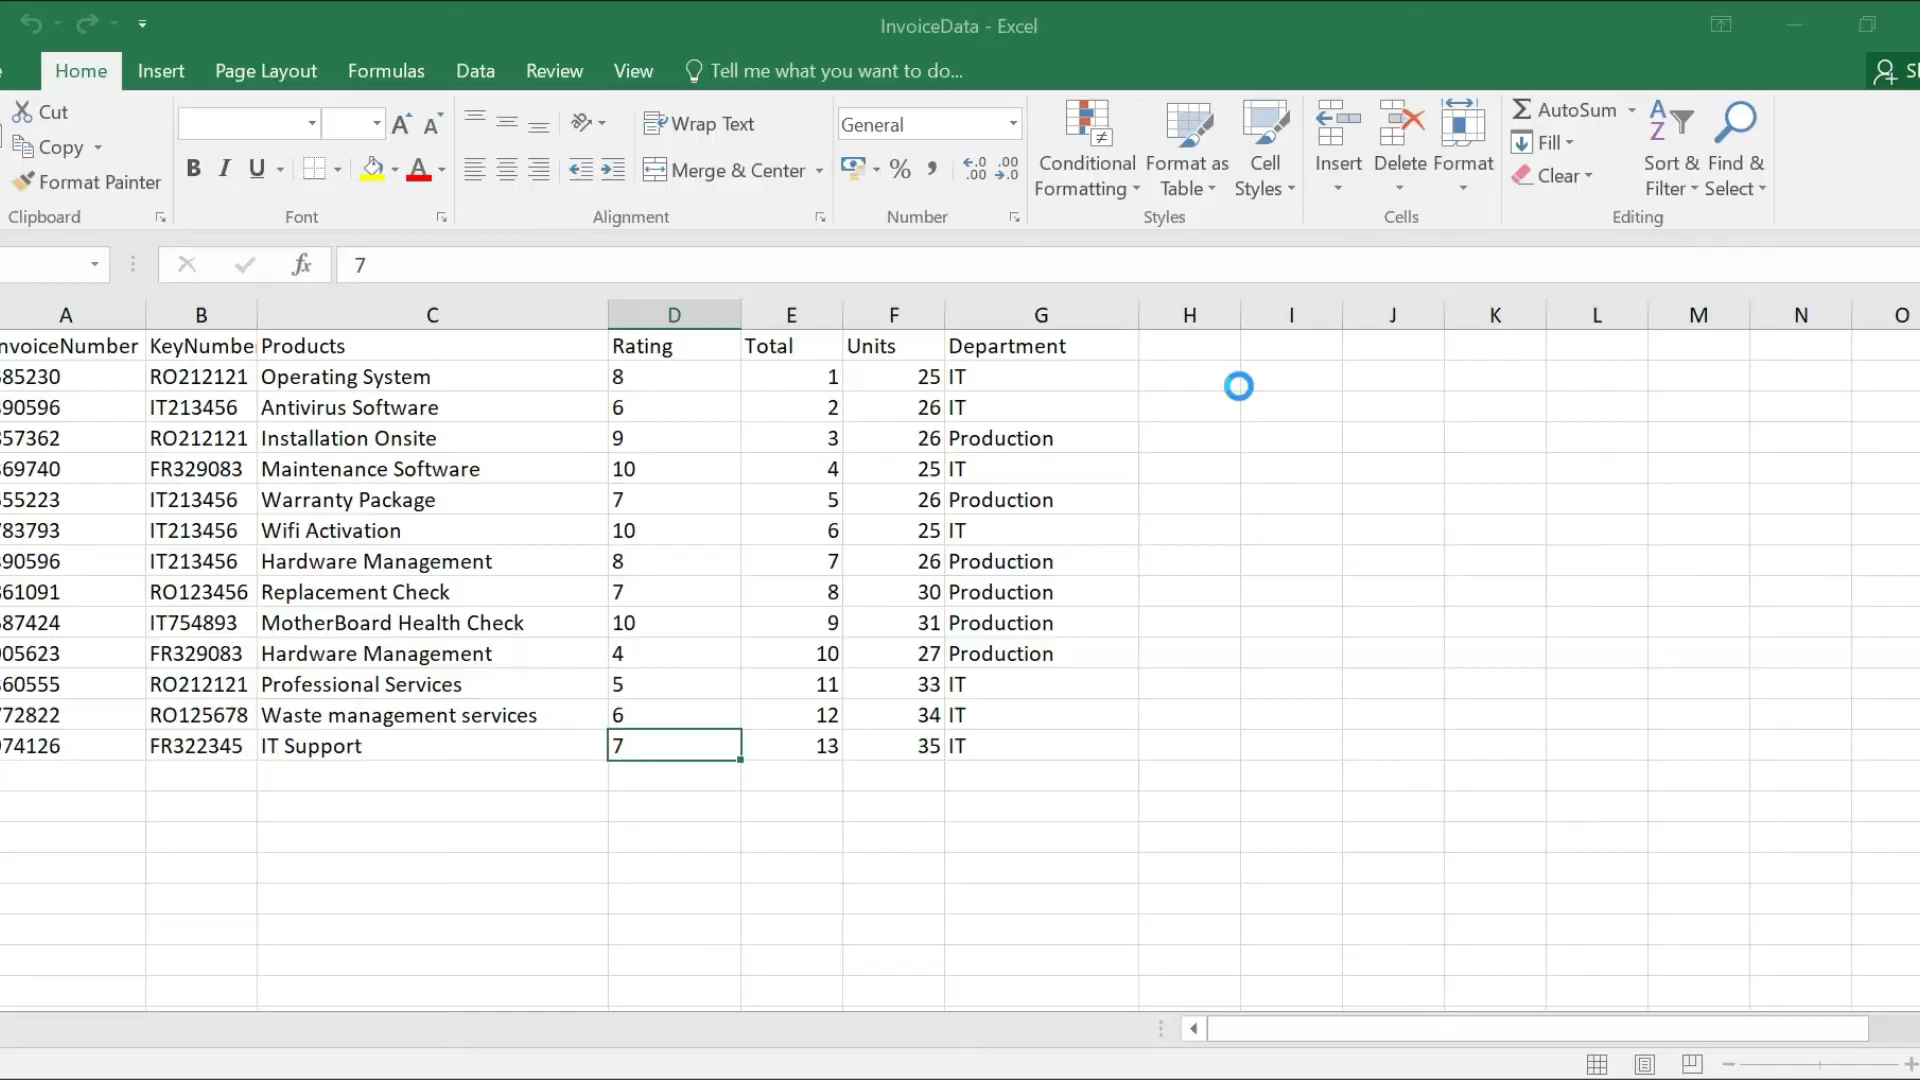 InvoiceData - Excel
Home Insert Page Layout Formulas Data Review View Tell me what you want to do...
Cut
Copy
Format Painter
Clipboard
B I U A
Font
Wrap Text
Merge & Center
Alignment
General
% ,
Number
Conditional Formatting
Format as Table
Cell Styles
Styles
Insert Delete Format
Cells
AutoSum
Fill
Clear
Sort & Filter
Find & Select
Editing
fx 7
A B C D E F G H I J K L M N O
nvoiceNumber KeyNumbe Products Rating Total Units Department
85230 RO212121 Operating System 8 1 25 IT
90596 IT213456 Antivirus Software 6 2 26 IT
57362 RO212121 Installation Onsite 9 3 26 Production
69740 FR329083 Maintenance Software 10 4 25 IT
55223 IT213456 Warranty Package 7 5 26 Production
83793 IT213456 Wifi Activation 10 6 25 IT
90596 IT213456 Hardware Management 8 7 26 Production
61091 RO123456 Replacement Check 7 8 30 Production
87424 IT754893 MotherBoard Health Check 10 9 31 Production
05623 FR329083 Hardware Management 4 10 27 Production
60555 RO212121 Professional Services 5 11 33 IT
72822 RO125678 Waste management services 6 12 34 IT
74126 FR322345 IT Support 7 13 35 IT